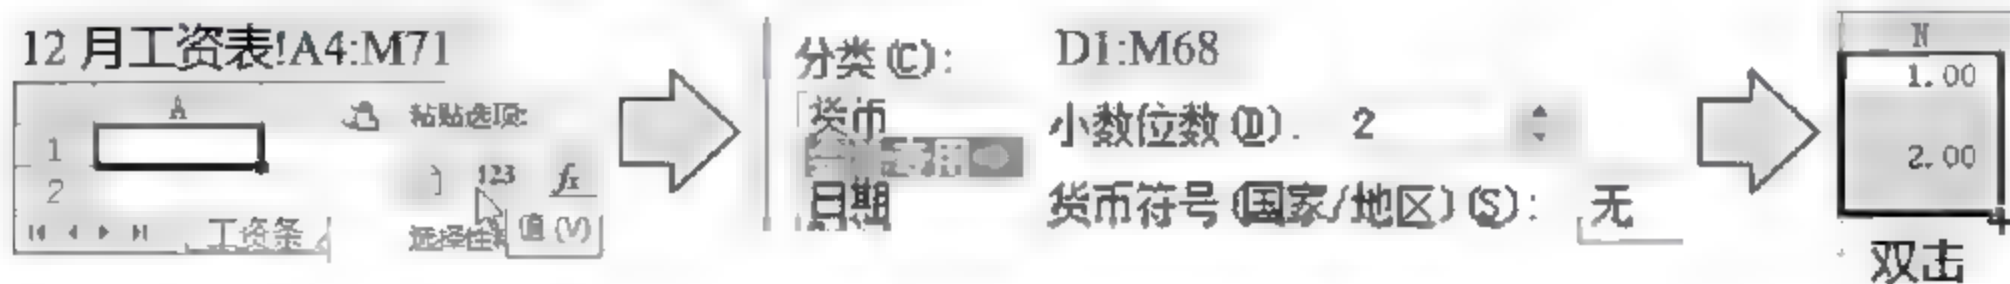 12 月工资表!A4:M71
A
粘贴选项:
1
2
123 fx
工资条
值 (V)
分类(C):
货币
日期
D1:M68
小数位数(D). 2
货币符号(国家/地区)(S): 无
N
1.00
2.00
双击